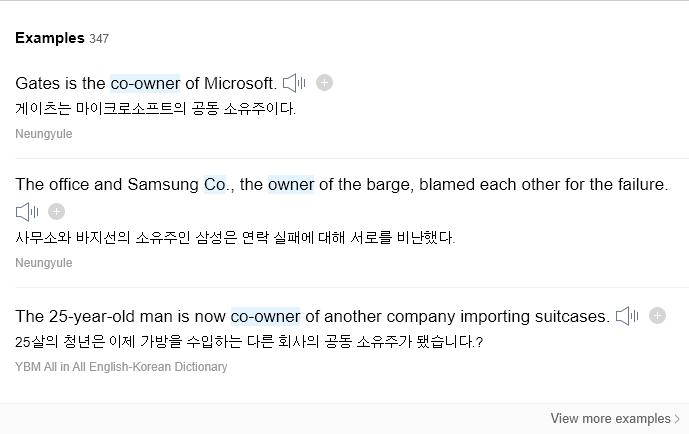 Examples 347
Gates is the co-owner of Microsoft.
게이츠는 마이크로소프트의 공동 소유주이다.
Neungyule
The office and Samsung Co., the owner of the barge, blamed each other for the failure.
사무소와 바지선의 소유주인 삼성은 연락 실패에 대해 서로를 비난했다.
Neungyule
The 25-year-old man is now co-owner of another company importing suitcases.
25살의 청년은 이제 가방을 수입하는 다른 회사의 공동 소유주가 됐습니다.?
YBM All in All English-Korean Dictionary
View more examples